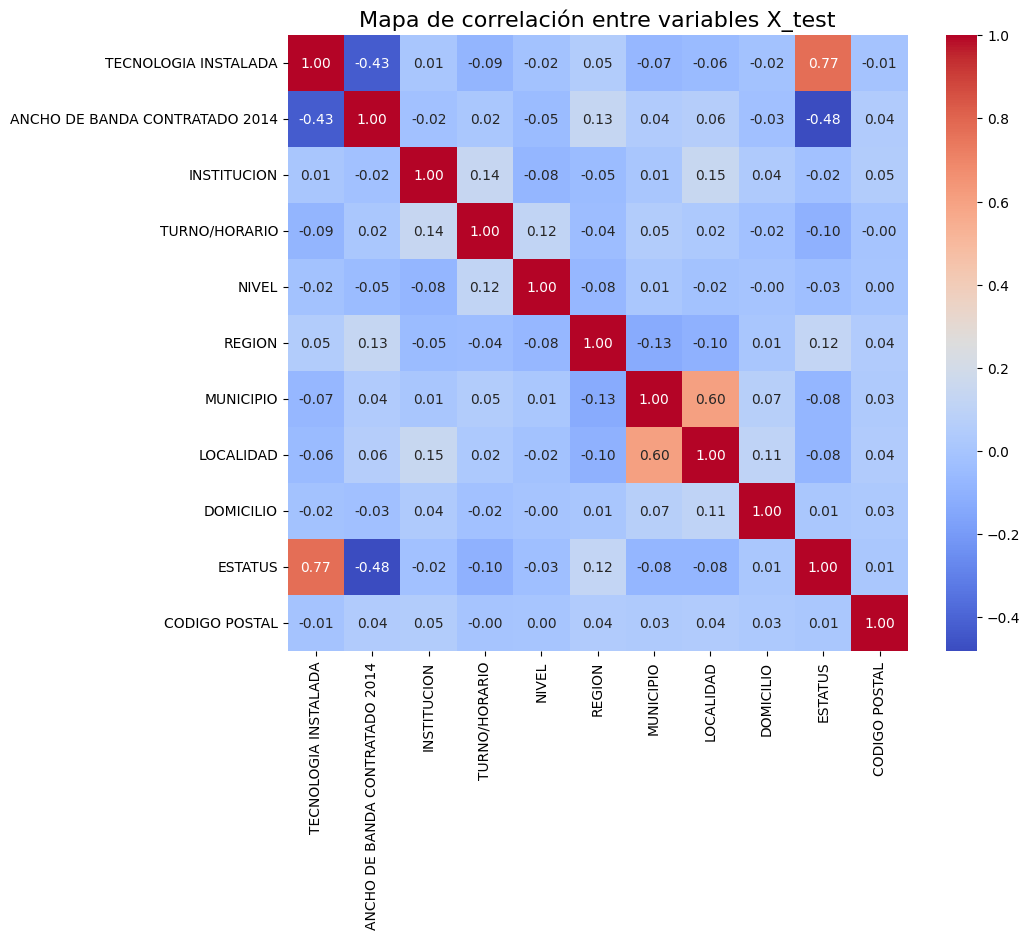 Mapa de correlación entre variables X_test
TECNOLOGIA INSTALADA 1.00 -0.43 0.01 -0.09 -0.02 0.05 -0.07 -0.06 -0.02 0.77 -0.01
ANCHO DE BANDA CONTRATADO 2014 -0.43 1.00 -0.02 0.02 -0.05 0.13 0.04 0.06 -0.03 -0.48 0.04
INSTITUCION 0.01 -0.02 1.00 0.14 -0.08 -0.05 0.01 0.15 0.04 -0.02 0.05
TURNO/HORARIO -0.09 0.02 0.14 1.00 0.12 -0.04 0.05 0.02 -0.02 -0.10 -0.00
NIVEL -0.02 -0.05 -0.08 0.12 1.00 -0.08 0.01 -0.02 -0.00 -0.03 0.00
REGION 0.05 0.13 -0.05 -0.04 -0.08 1.00 -0.13 -0.10 0.01 0.12 0.04
MUNICIPIO -0.07 0.04 0.01 0.05 0.01 -0.13 1.00 0.60 0.07 -0.08 0.03
LOCALIDAD -0.06 0.06 0.15 0.02 -0.02 -0.10 0.60 1.00 0.11 -0.08 0.04
DOMICILIO -0.02 -0.03 0.04 -0.02 -0.00 0.01 0.07 0.11 1.00 0.01 0.03
ESTATUS 0.77 -0.48 -0.02 -0.10 -0.03 0.12 -0.08 -0.08 0.01 1.00 0.01
CODIGO POSTAL -0.01 0.04 0.05 -0.00 0.00 0.04 0.03 0.04 0.03 0.01 1.00
TECNOLOGIA INSTALADA
ANCHO DE BANDA CONTRATADO 2014
INSTITUCION
TURNO/HORARIO
NIVEL
REGION
MUNICIPIO
LOCALIDAD
DOMICILIO
ESTATUS
CODIGO POSTAL
1.0
0.8
0.6
0.4
0.2
0.0
−0.2
−0.4